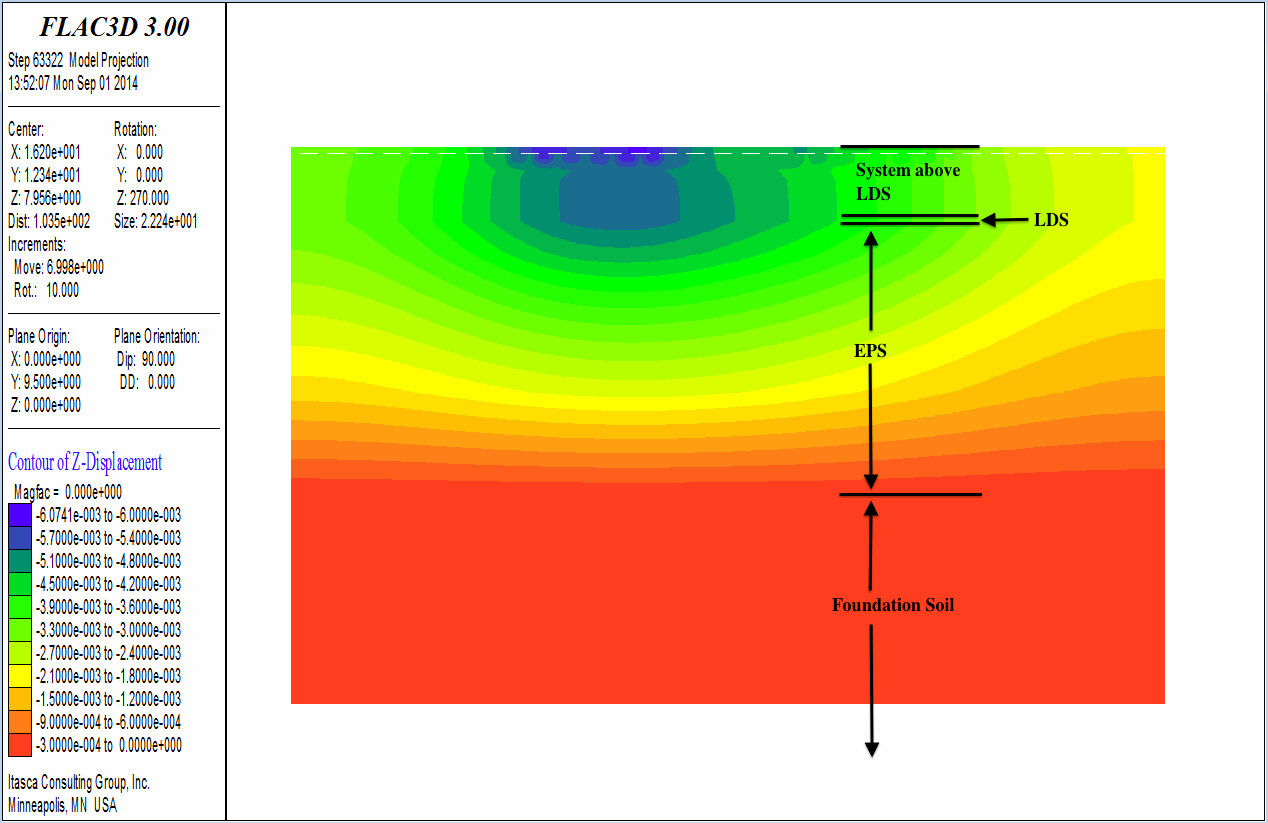 FLAC3D 3.00
Step 63322 Model Projection
13:52:07 Mon Sep 01 2014
Center: Rotation:
X: 1.620e+001 X: 0.000
Y: 1.234e+001 Y: 0.000
Z: 7.956e+000 Z: 270.000
Dist: 1.035e+002 Size: 2.224e+001
Increments:
Move: 6.998e+000
Rot.: 10.000
Plane Origin: Plane Orientation:
X: 0.000e+000 Dip: 90.000
Y: 9.500e+000 DD: 0.000
Z: 0.000e+000
Contour of Z-Displacement
Magfac = 0.000e+000
-6.0741e-003 to -6.0000e-003
-5.7000e-003 to -5.4000e-003
-5.1000e-003 to -4.8000e-003
-4.5000e-003 to -4.2000e-003
-3.9000e-003 to -3.6000e-003
-3.3000e-003 to -3.0000e-003
-2.7000e-003 to -2.4000e-003
-2.1000e-003 to -1.8000e-003
-1.5000e-003 to -1.2000e-003
-9.0000e-004 to -6.0000e-004
-3.0000e-004 to 0.0000e+000
Itasca Consulting Group, Inc.
Minneapolis, MN USA
System above
LDS
LDS
EPS
Foundation Soil